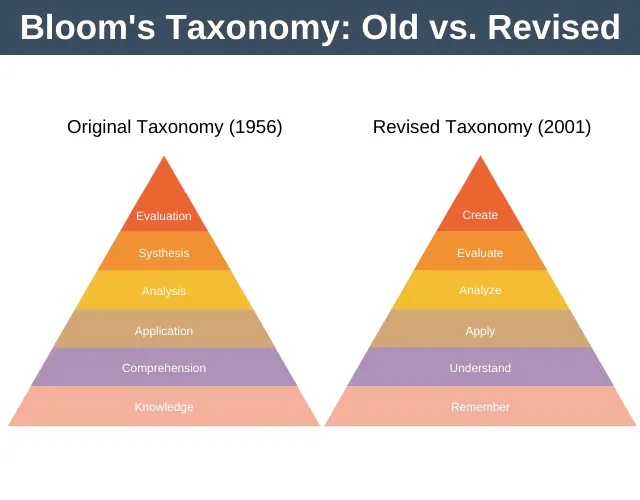 Bloom's Taxonomy: Old vs. Revised
Original Taxonomy (1956)
Evaluation
Systhesis
Analysis
Application
Comprehension
Knowledge
Revised Taxonomy (2001)
Create
Evaluate
Analyze
Apply
Understand
Remember